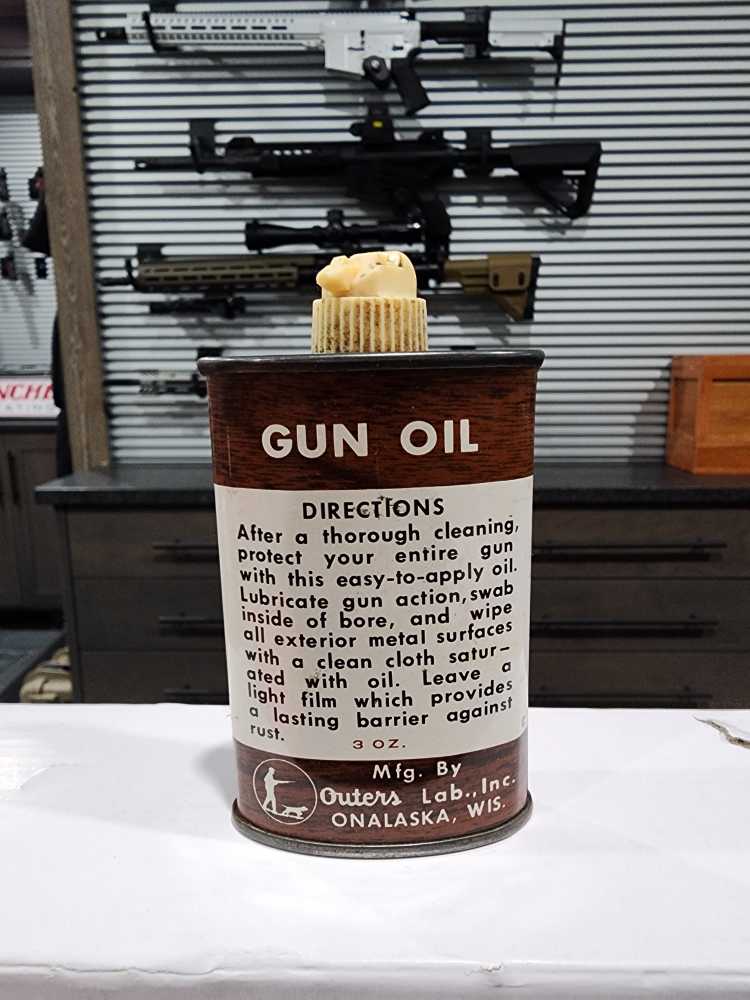 NCHE
GUN OIL
DIRECTIONS
After a thorough cleaning,
protect your entire gun
with this easy-to-apply oil.
Lubricate gun action, swab
inside of bore, and wipe
all exterior metal surfaces
with a clean cloth satur-
ated with oil. Leave a
light film which provides
a lasting barrier against
rust.
3 OZ.
Mfg. By
Outers Lab., Inc.
ONALASKA, WIS.